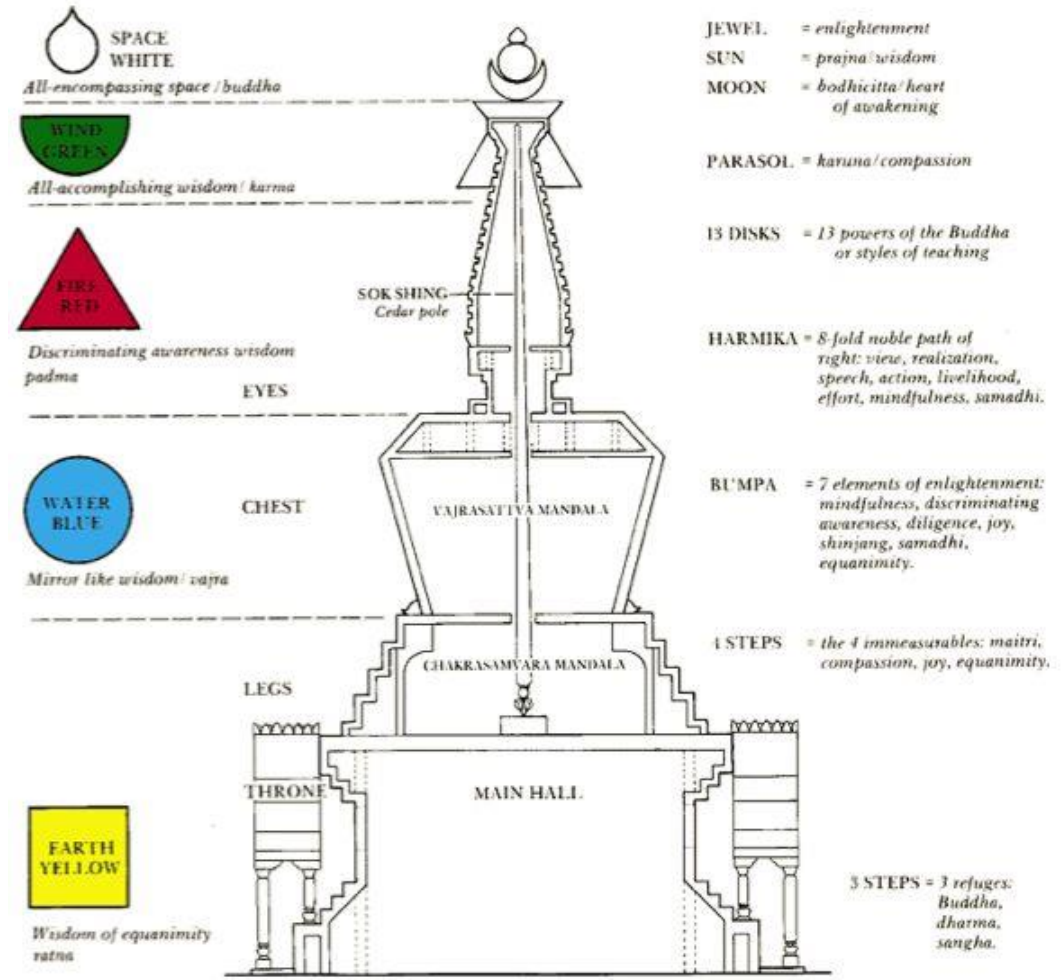 SPACE
WHITE
All-encompassing space / buddha
WIND
GREEN
All-accomplishing wisdom / karma
FIRE
RED
Discriminating awareness wisdom
padma
EYES
WATER
BLUE
CHEST
Mirror like wisdom / vajra
LEGS
THRONE
EARTH
YELLOW
Wisdom of equanimity
ratna
SOK SHING
Cedar pole
VAJRASATTVA MANDALA
CHAKRASAMVARA MANDALA
MAIN HALL
JEWEL = enlightenment
SUN = prajna/wisdom
MOON = bodhicitta/heart
of awakening
PARASOL = karuna/compassion
13 DISKS = 13 powers of the Buddha
or styles of teaching
HARMIKA = 8-fold noble path of
right: view, realization,
speech, action, livelihood,
effort, mindfulness, samadhi.
BUMPA = 7 elements of enlightenment:
mindfulness, discriminating
awareness, diligence, joy,
shinjang, samadhi,
equanimity.
4 STEPS = the 4 immeasurables: maitri,
compassion, joy, equanimity.
3 STEPS = 3 refuges:
Buddha,
dharma,
sangha.